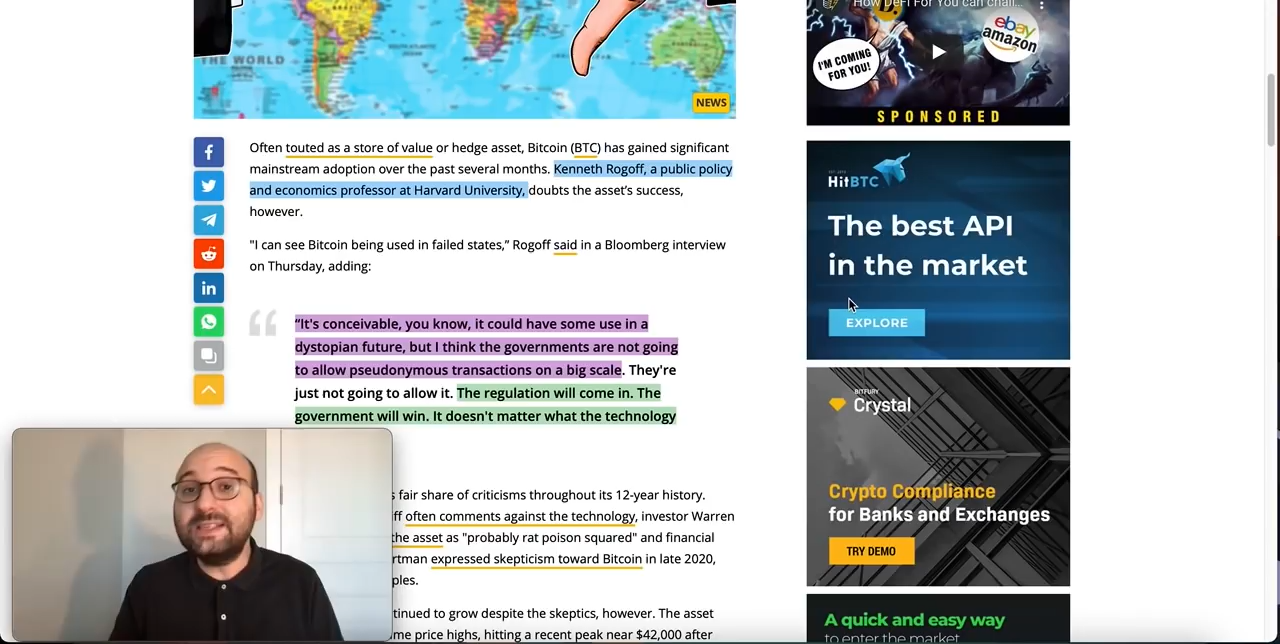 THE WORLD
BRAZIL
SOUTH ATLANTIC
OCEAN
AUSTRALIA
NEWS
Often touted as a store of value or hedge asset, Bitcoin (BTC) has gained significant
mainstream adoption over the past several months. Kenneth Rogoff, a public policy
and economics professor at Harvard University, doubts the asset’s success,
however.
"I can see Bitcoin being used in failed states,” Rogoff said in a Bloomberg interview
on Thursday, adding:
“It's conceivable, you know, it could have some use in a
dystopian future, but I think the governments are not going
to allow pseudonymous transactions on a big scale. They're
just not going to allow it. The regulation will come in. The
government will win. It doesn't matter what the technology
fair share of criticisms throughout its 12-year history.
often comments against the technology, investor Warren
the asset as "probably rat poison squared" and financial
expressed skepticism toward Bitcoin in late 2020,
to grow despite the skeptics, however. The asset
price highs, hitting a recent peak near $42,000 after
How DeFi For You can chall...
I'M COMING
FOR YOU!
ebay
amazon
SPONSORED
HitBTC
The best API
in the market
EXPLORE
BITFURY
Crystal
Crypto Compliance
for Banks and Exchanges
TRY DEMO
A quick and easy way
to enter the market